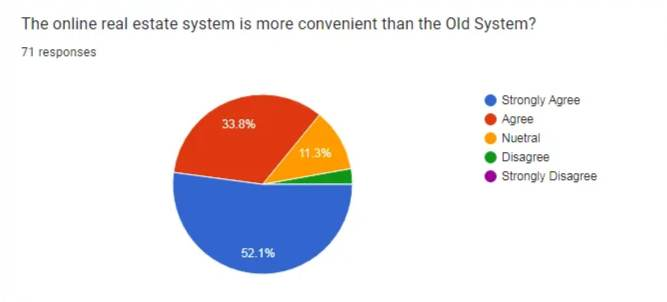 The online real estate system is more convenient than the Old System?
71 responses
33.8%
11.3%
52.1%
Strongly Agree
Agree
Nuetral
Disagree
Strongly Disagree